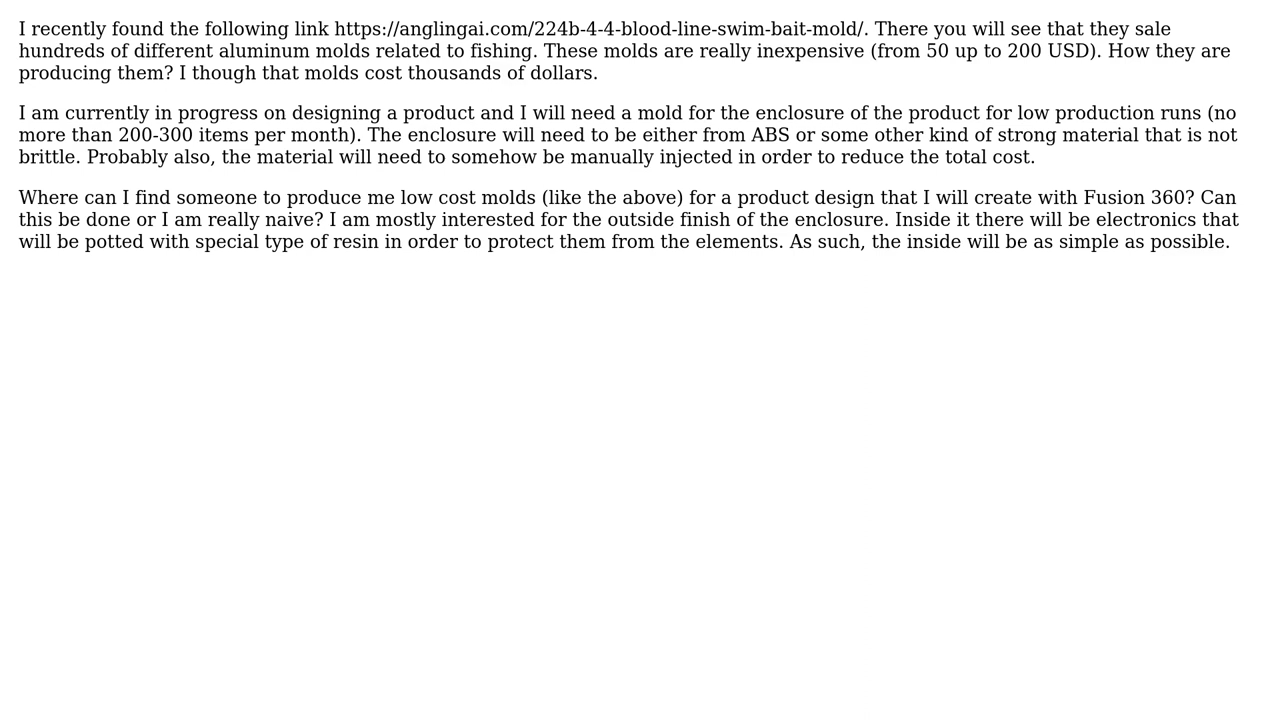 I recently found the following link https://anglingai.com/224b-4-4-blood-line-swim-bait-mold/. There you will see that they sale
hundreds of different aluminum molds related to fishing. These molds are really inexpensive (from 50 up to 200 USD). How they are
producing them? I though that molds cost thousands of dollars.
I am currently in progress on designing a product and I will need a mold for the enclosure of the product for low production runs (no
more than 200-300 items per month). The enclosure will need to be either from ABS or some other kind of strong material that is not
brittle. Probably also, the material will need to somehow be manually injected in order to reduce the total cost.
Where can I find someone to produce me low cost molds (like the above) for a product design that I will create with Fusion 360? Can
this be done or I am really naive? I am mostly interested for the outside finish of the enclosure. Inside it there will be electronics that
will be potted with special type of resin in order to protect them from the elements. As such, the inside will be as simple as possible.